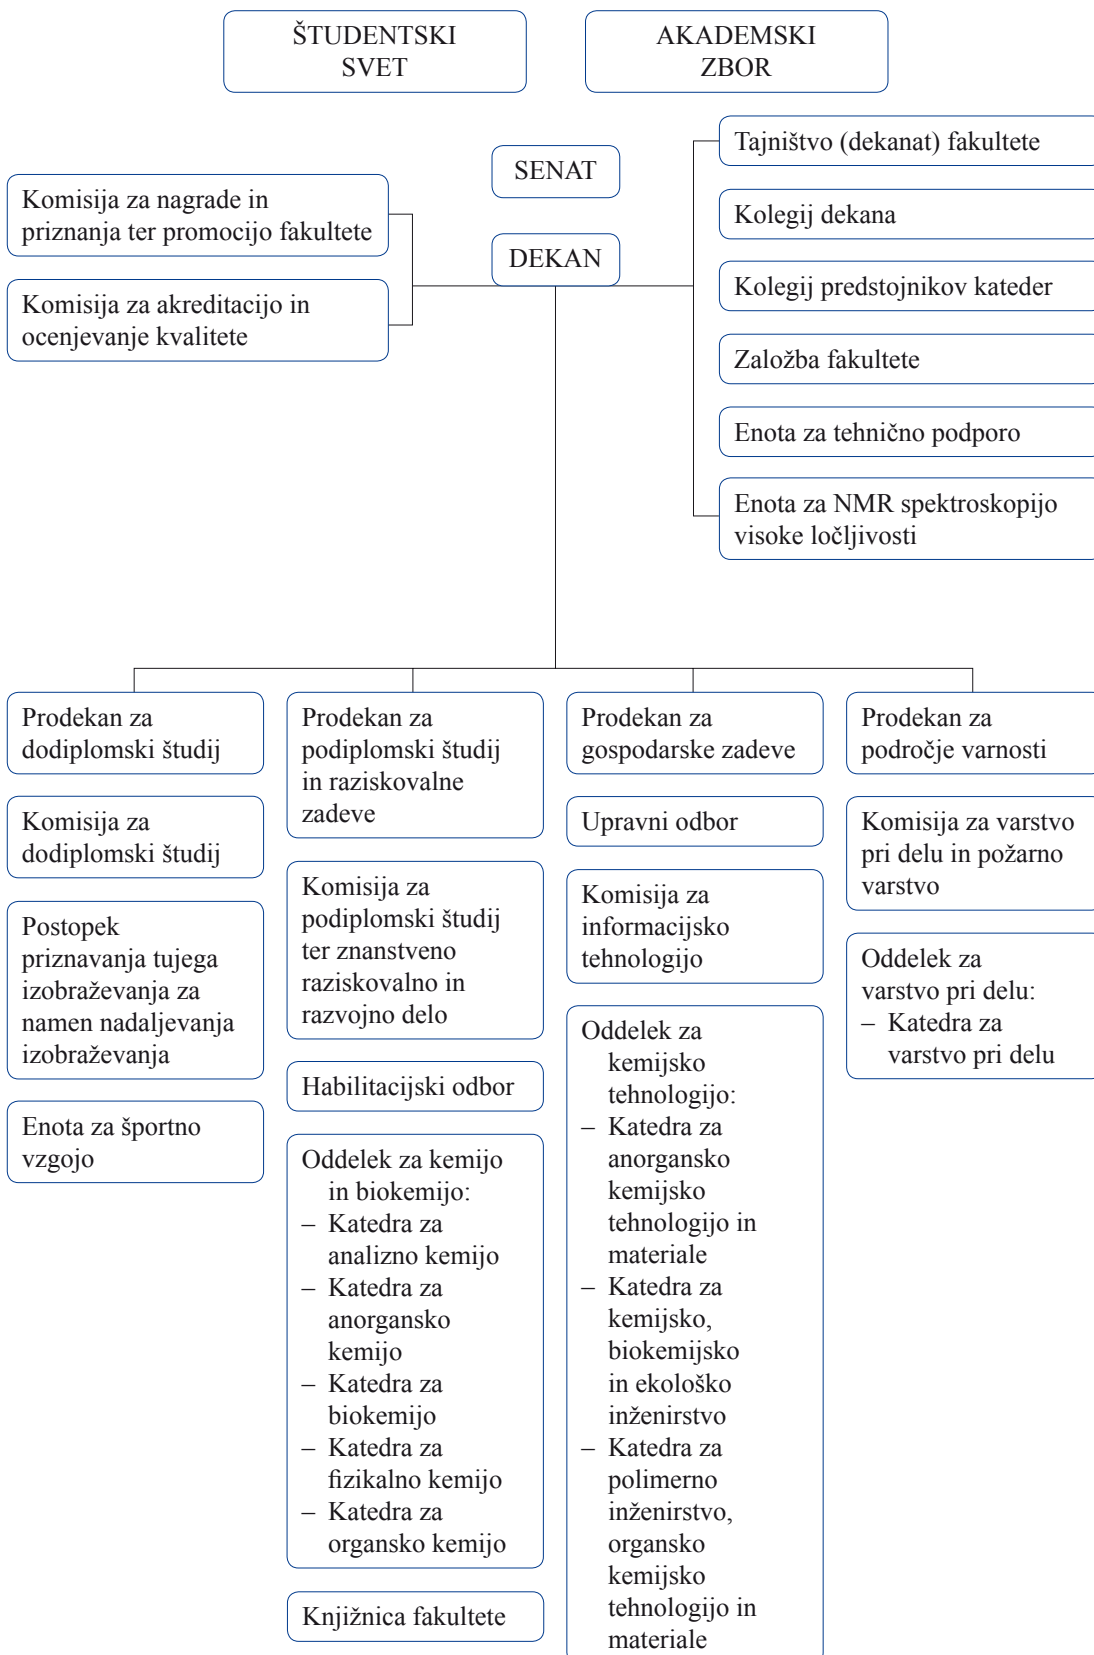 ŠTUDENTSKI
SVET
AKADEMSKI
ZBOR
SENAT
DEKAN
Komisija za nagrade in
priznanja ter promocijo fakultete
Komisija za akreditacijo in
ocenjevanje kvalitete
Tajništvo (dekanat) fakultete
Kolegij dekana
Kolegij predstojnikov kateder
Založba fakultete
Enota za tehnično podporo
Enota za NMR spektroskopijo
visoke ločljivosti
Prodekan za
dodiplomski študij
Komisija za
dodiplomski študij
Postopek
priznavanja tujega
izobraževanja za
namen nadaljevanja
izobraževanja
Enota za športno
vzgojo
Prodekan za
podiplomski študij
in raziskovalne
zadeve
Komisija za
podiplomski študij
ter znanstveno
raziskovalno in
razvojno delo
Habilitacijski odbor
Oddelek za kemijo
in biokemijo:
– Katedra za
analizno kemijo
– Katedra za
anorgansko
kemijo
– Katedra za
biokemijo
– Katedra za
fizikalno kemijo
– Katedra za
organsko kemijo
Knjižnica fakultete
Prodekan za
gospodarske zadeve
Upravni odbor
Komisija za
informacijsko
tehnologijo
Oddelek za
kemijsko
tehnologijo:
– Katedra za
anorgansko
kemijsko
tehnologijo in
materiale
– Katedra za
kemijsko,
biokemijsko
in ekološko
inženirstvo
– Katedra za
polimerno
inženirstvo,
organsko
kemijsko
tehnologijo in
materiale
Prodekan za
področje varnosti
Komisija za varstvo
pri delu in požarno
varstvo
Oddelek za
varstvo pri delu:
– Katedra za
varstvo pri delu